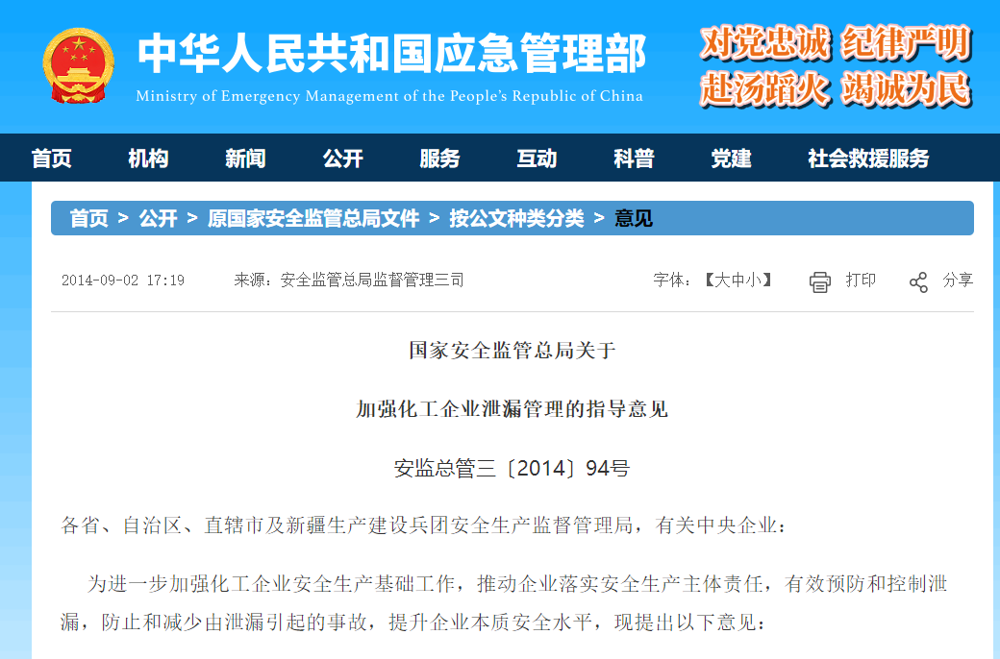 中华人民共和国应急管理部
Ministry of Emergency Management of the People's Republic of China
对党忠诚 纪律严明
赴汤蹈火 竭诚为民
首页 机构 新闻 公开 服务 互动 科普 党建 社会救援服务
首页 > 公开 > 原国家安全监管总局文件 > 按公文种类分类 > 意见
2014-09-02 17:19 来源：安全监管总局监督管理三司 字体：【大中小】 打印 分享
国家安全监管总局关于
加强化工企业泄漏管理的指导意见
安监总管三〔2014〕94号
各省、自治区、直辖市及新疆生产建设兵团安全生产监督管理局，有关中央企业：
为进一步加强化工企业安全生产基础工作，推动企业落实安全生产主体责任，有效预防和控制泄
漏，防止和减少由泄漏引起的事故，提升企业本质安全水平，现提出以下意见：